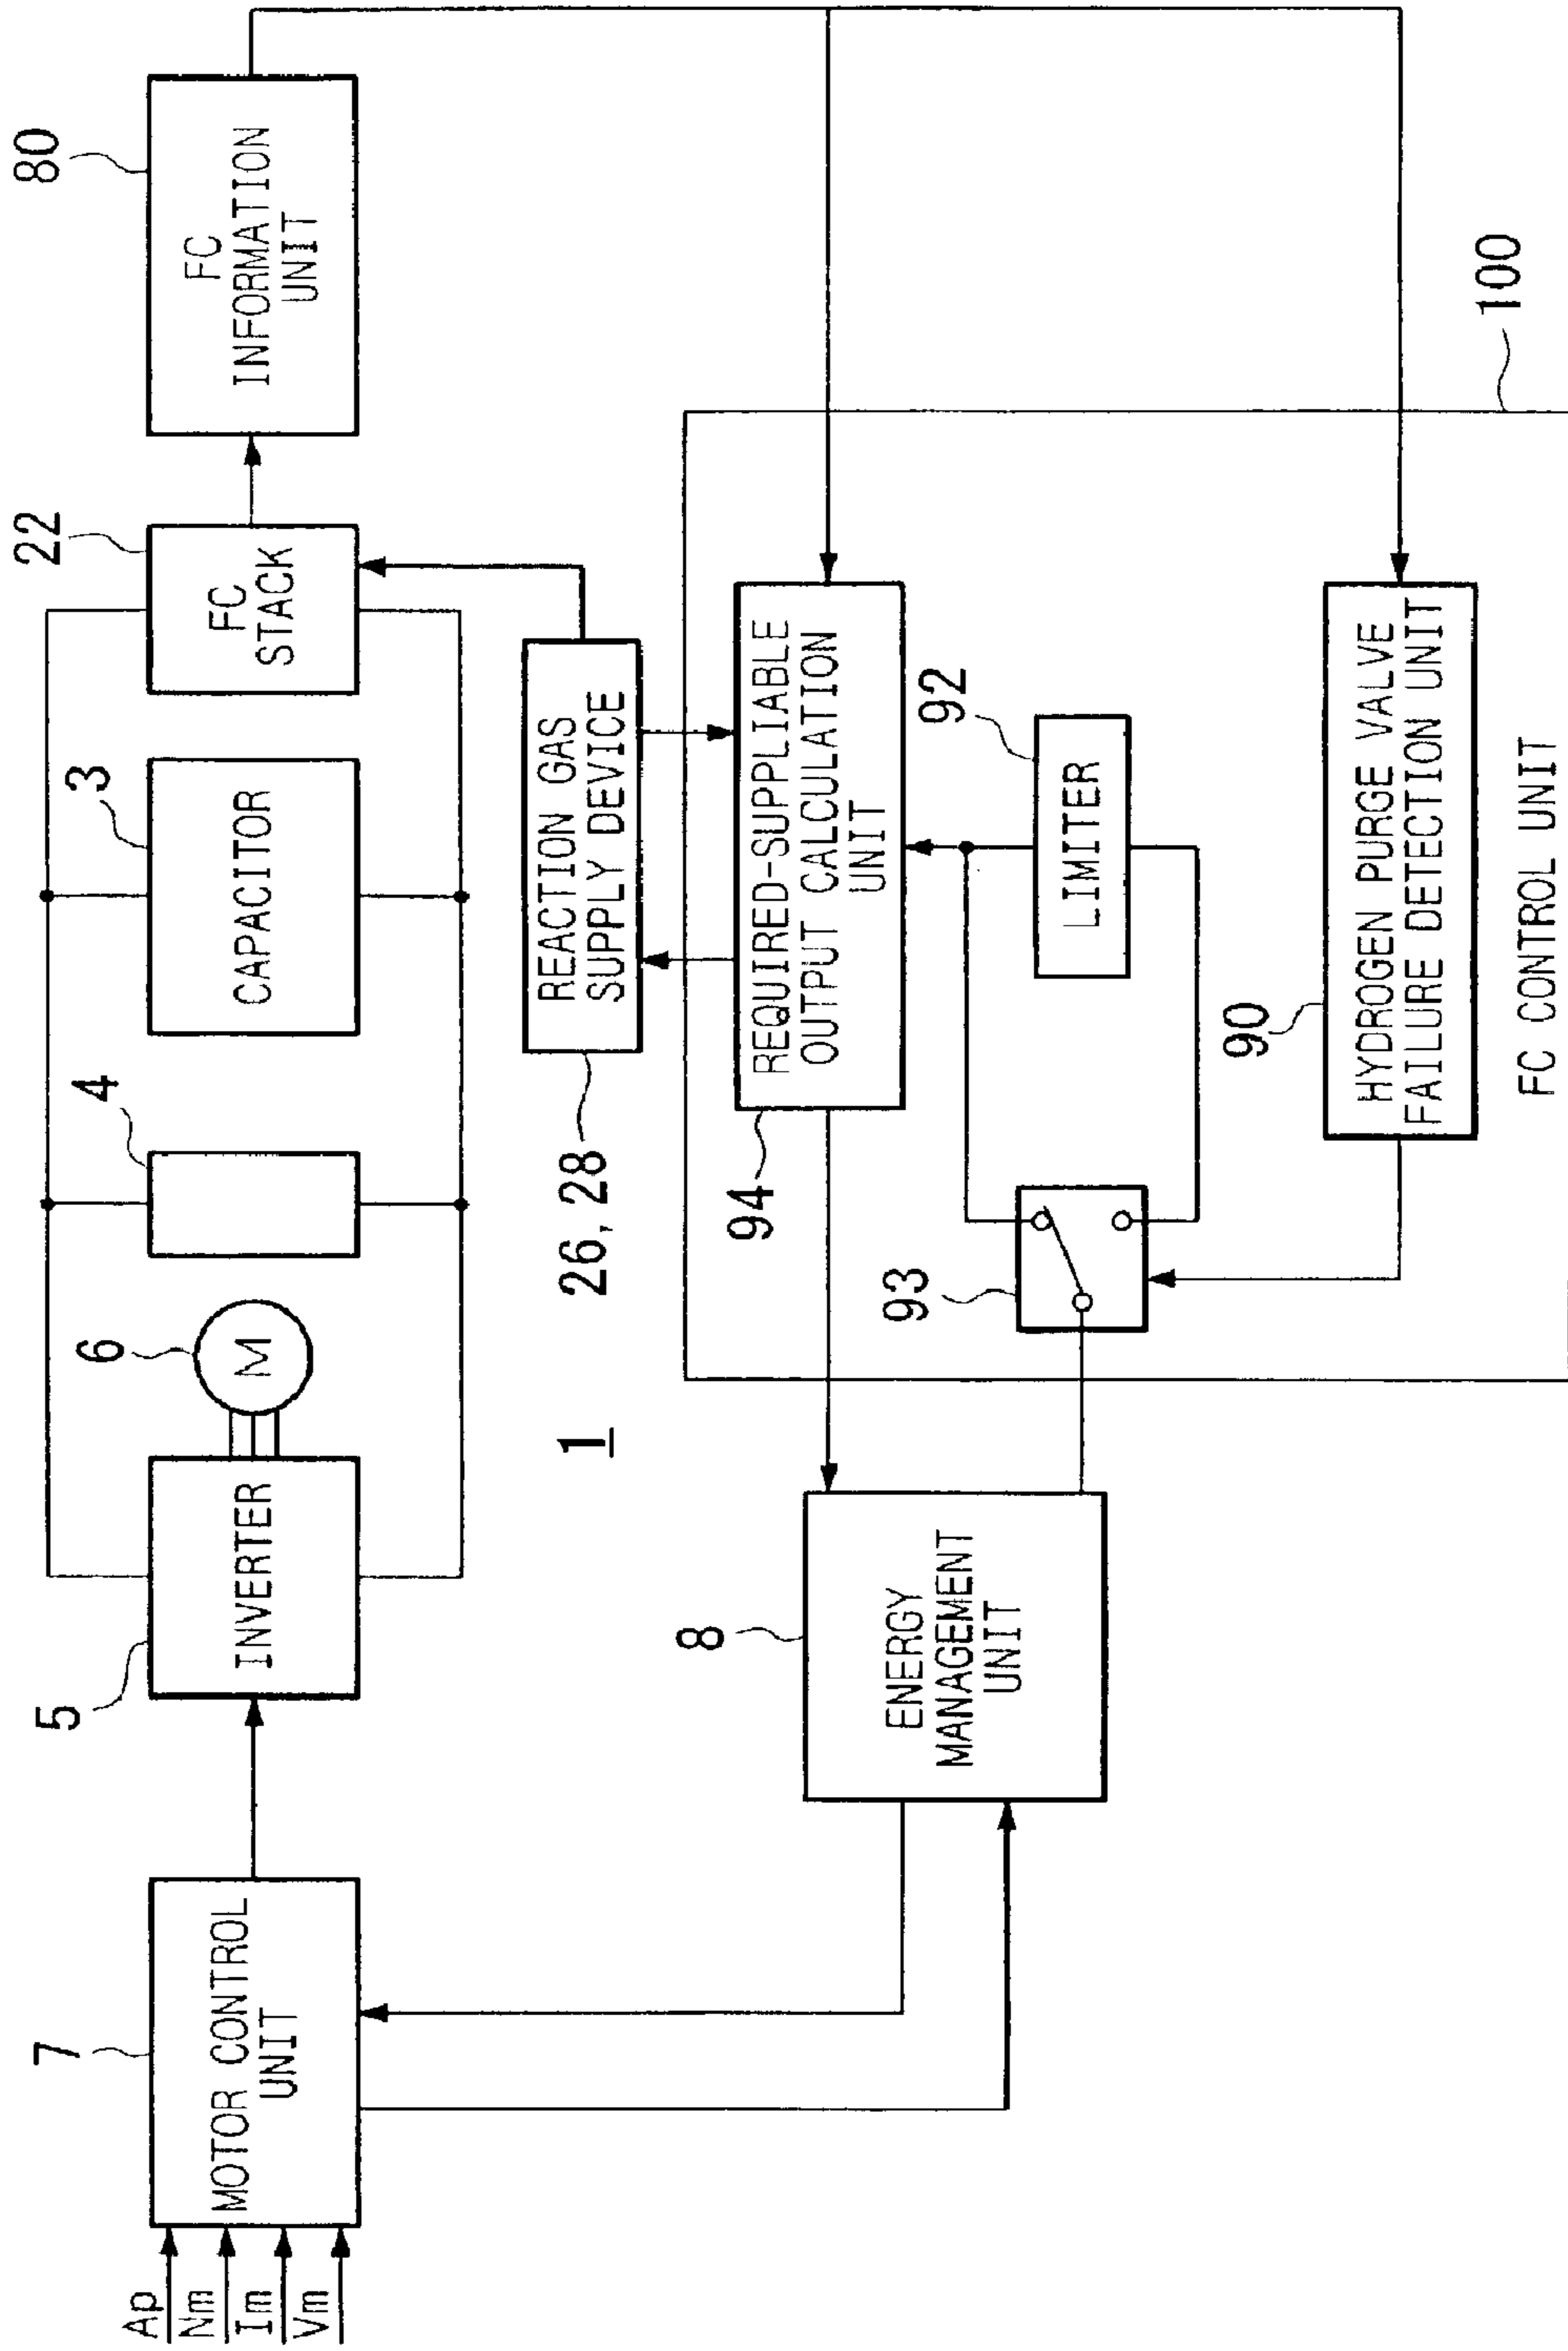 Ap
Nm
Im
Vm
7
MOTOR CONTROL
UNIT
5
INVERTER
6
M
4
3
CAPACITOR
22
FC
STACK
80
FC
INFORMATION
UNIT
1
26, 28
REACTION GAS
SUPPLY DEVICE
8
ENERGY
MANAGEMENT
UNIT
94
REQUIRED-SUPPLIABLE
OUTPUT CALCULATION
UNIT
93
92
LIMITER
90
HYDROGEN PURGE VALVE
FAILURE DETECTION UNIT
100
FC CONTROL UNIT